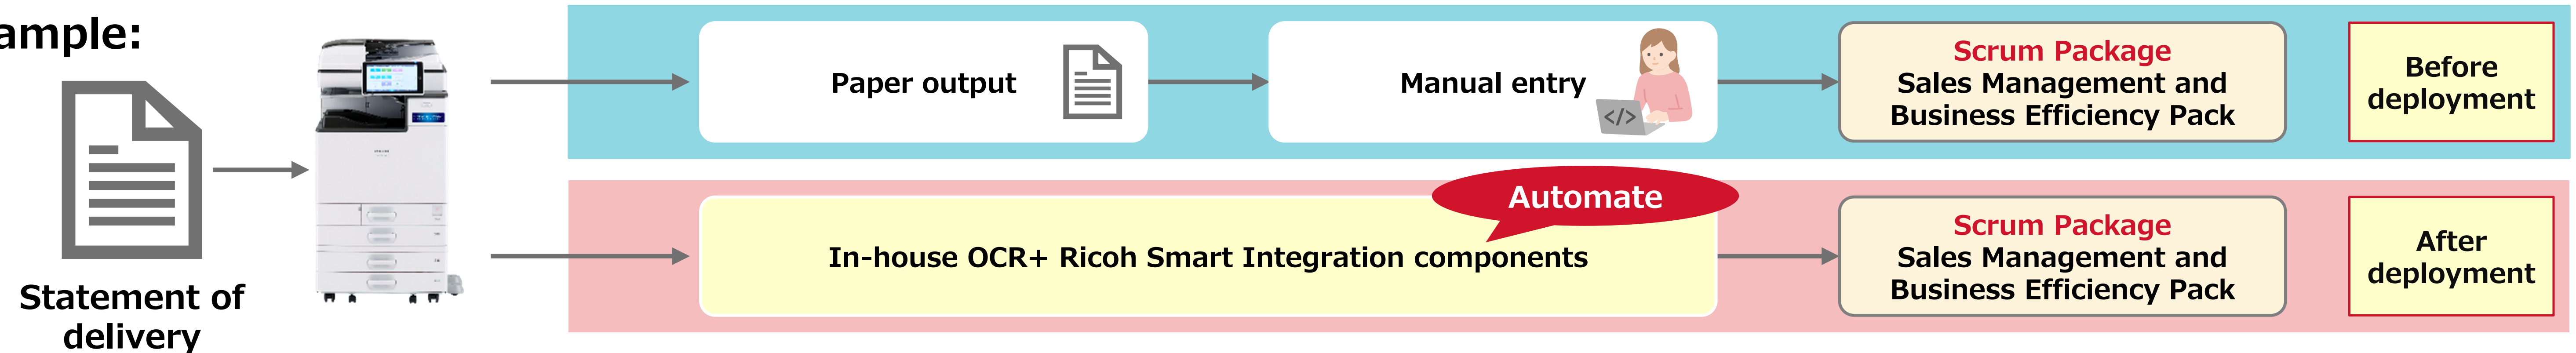 ample:
Statement of
delivery
Paper output
Manual entry
</>
Scrum Package
Sales Management and
Business Efficiency Pack
Before
deployment
Automate
In-house OCR+ Ricoh Smart Integration components
Scrum Package
Sales Management and
Business Efficiency Pack
After
deployment